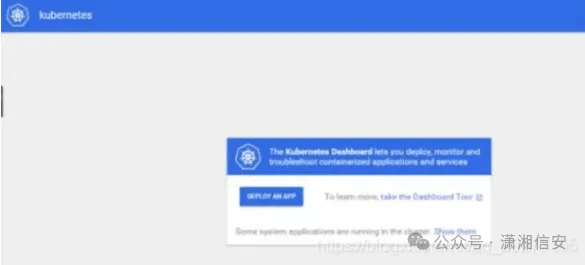 kubernetes
The Kubernetes Dashboard lets you deploy, monitor and
troubleshoot containerized applications and services
DEPLOY AN APP
To learn more, take the Dashboard Tour
Some system applications are running in the cluster. Show them
公众号 · 潇湘信安
https://blog